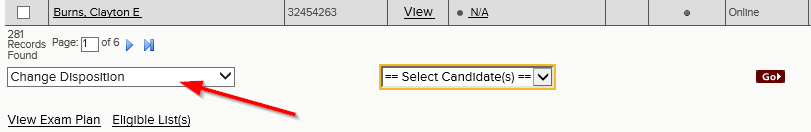 Burns, Clayton E 32454263 View N/A Online
281
Records
Found
Page: 1 of 6
Change Disposition == Select Candidate(s) == Go
View Exam Plan Eligible List(s)